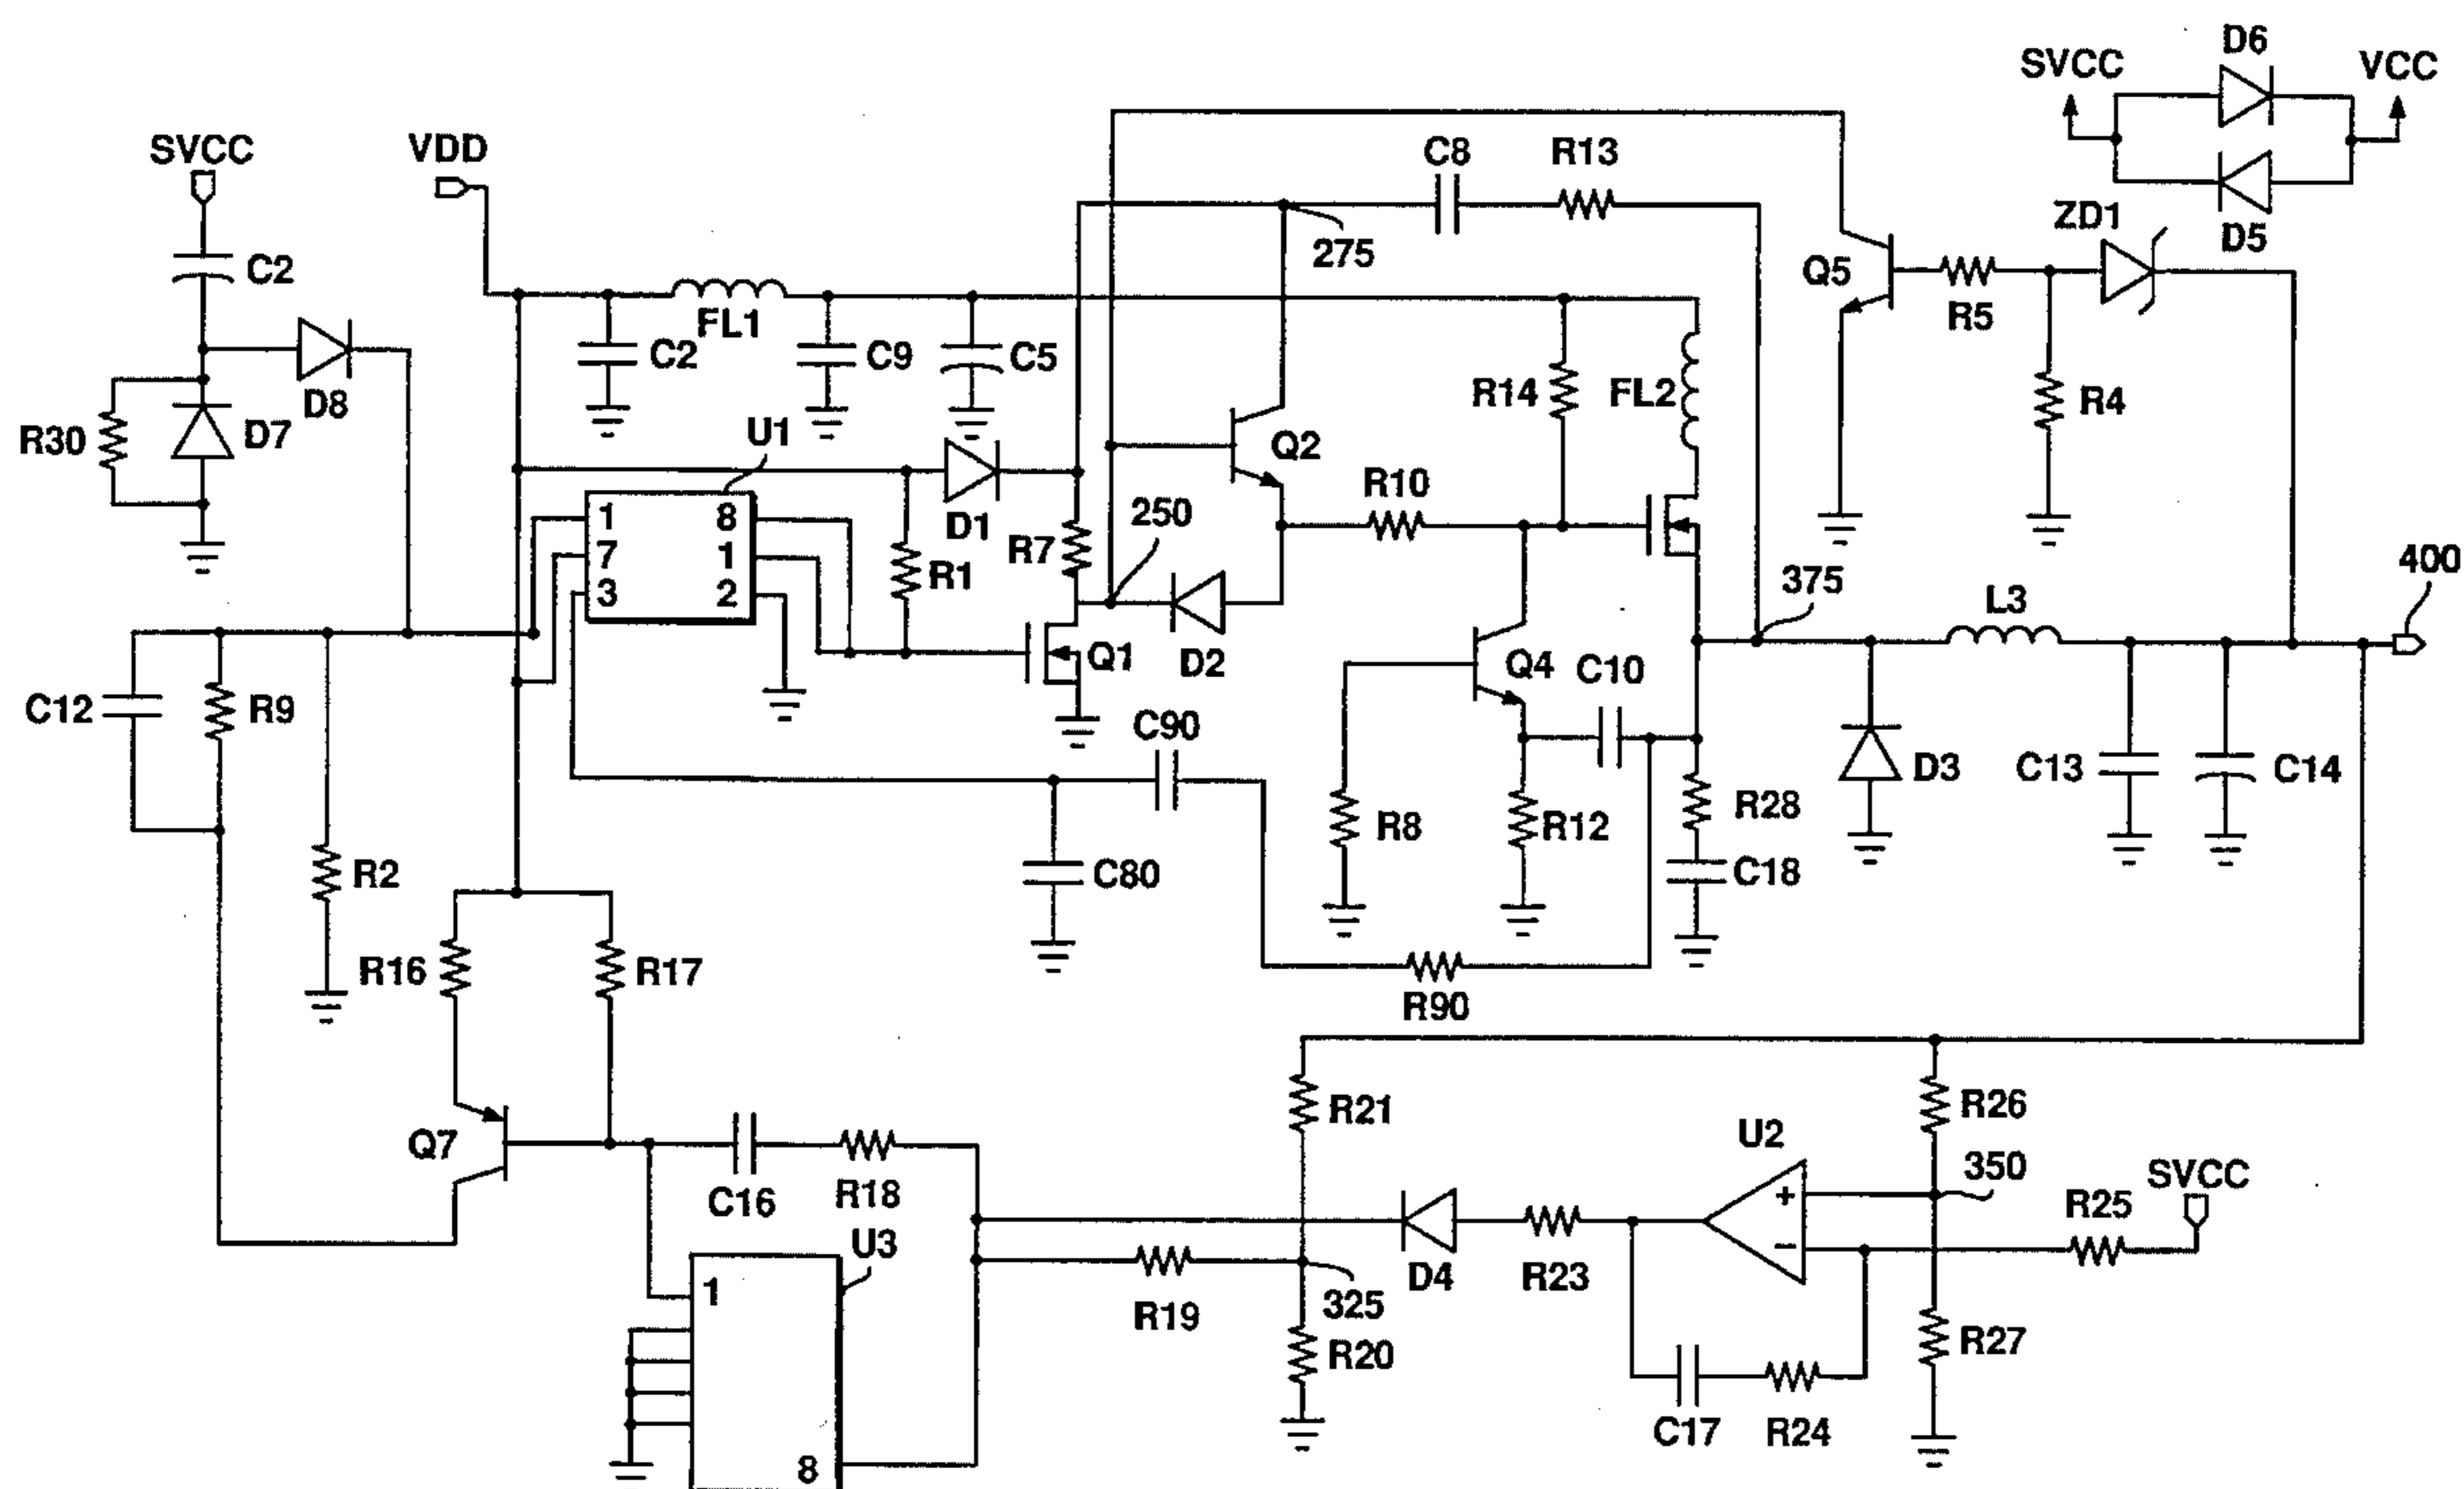 D6
SVCC
VCC
D5
SVCC
VDD
C8
R13
275
ZD1
Q5
R5
C2
FL1
C2
C9
C5
D8
R30
D7
U1
R14
FL2
R4
Q2
R10
250
D1
R7
R1
1 8
7 1
3 2
375
400
L3
Q1
D2
Q4
C10
C12
R9
C90
D3
C13
C14
R8
R12
R28
R2
C80
C18
R16
R17
R90
R21
R26
U2
Q7
350
SVCC
C16
R18
R25
+
−
U3
1
D4
R23
325
R19
R20
R27
C17
R24
8